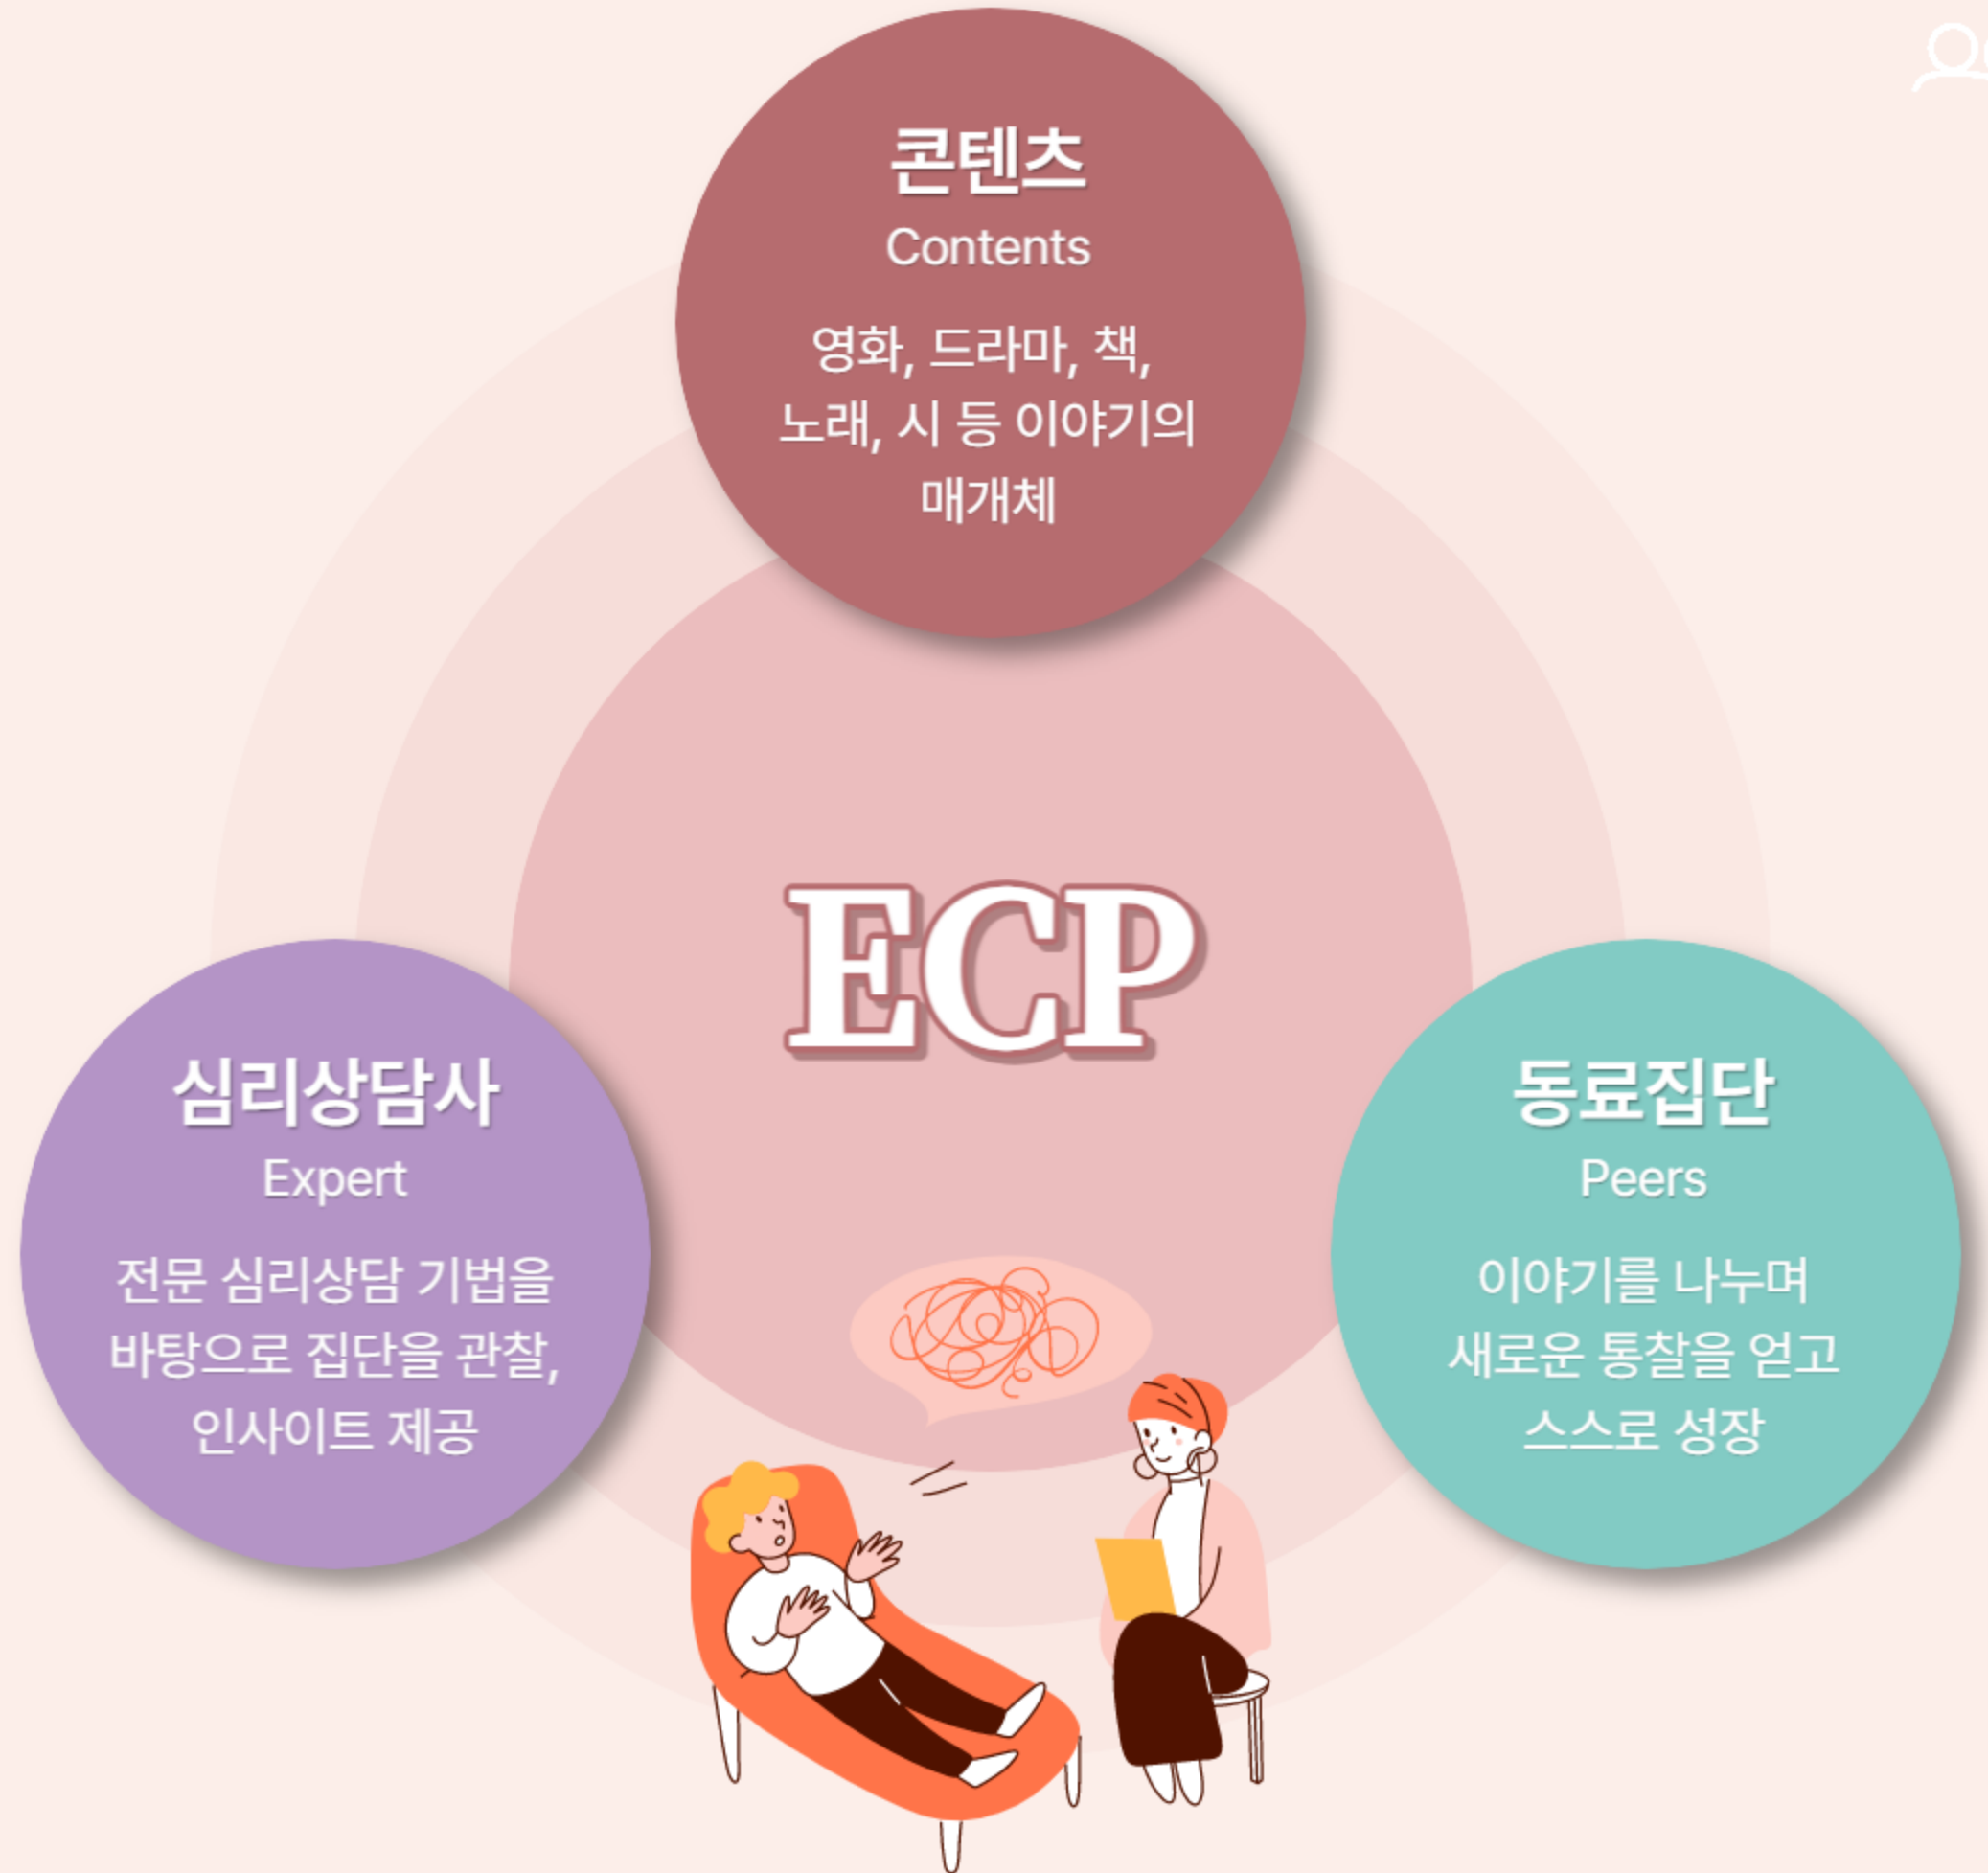 콘텐츠
Contents
영화, 드라마, 책,
노래, 시 등 이야기의
매개체
ECP
심리상담사
Expert
전문 심리상담 기법을
바탕으로 집단을 관찰,
인사이트 제공
동료집단
Peers
이야기를 나누며
새로운 통찰을 얻고
스스로 성장